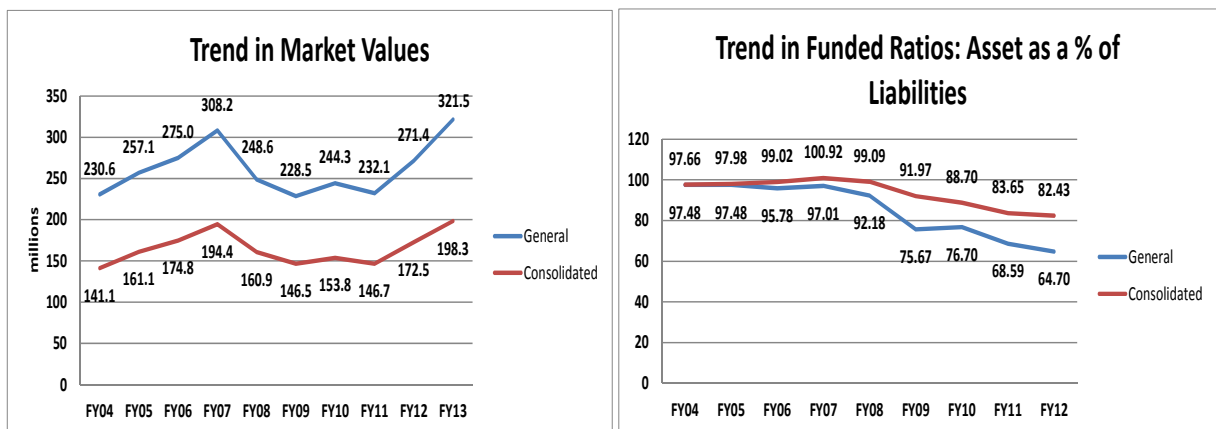 Trend in Market Values
350
300
250
200
150
100
50
0
millions
230.6 257.1 275.0 308.2 248.6 228.5 244.3 232.1 271.4 321.5
141.1 161.1 174.8 194.4 160.9 146.5 153.8 146.7 172.5 198.3
FY04 FY05 FY06 FY07 FY08 FY09 FY10 FY11 FY12 FY13
General
Consolidated
Trend in Funded Ratios: Asset as a % of
Liabilities
120
100
80
60
40
20
0
97.66 97.98 99.02 100.92 99.09 91.97 88.70 83.65 82.43
97.48 97.48 95.78 97.01 92.18 75.67 76.70 68.59 64.70
FY04 FY05 FY06 FY07 FY08 FY09 FY10 FY11 FY12
General
Consolidated